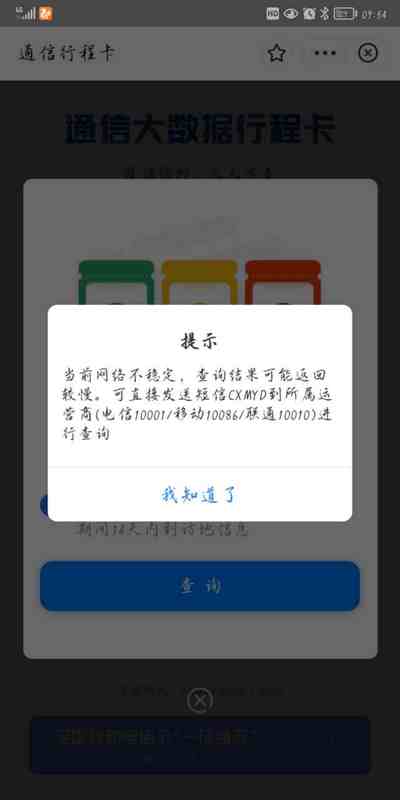 HD
09:54
通信行程卡
通信大数据行程卡
提示
当前网络不稳定，查询结果可能返回
较慢。可直接发送短信CXMYD到所属运
营商(电信10001/移动10086/联通10010)进
行查询
我知道了
期间14天内到访地信息
查询